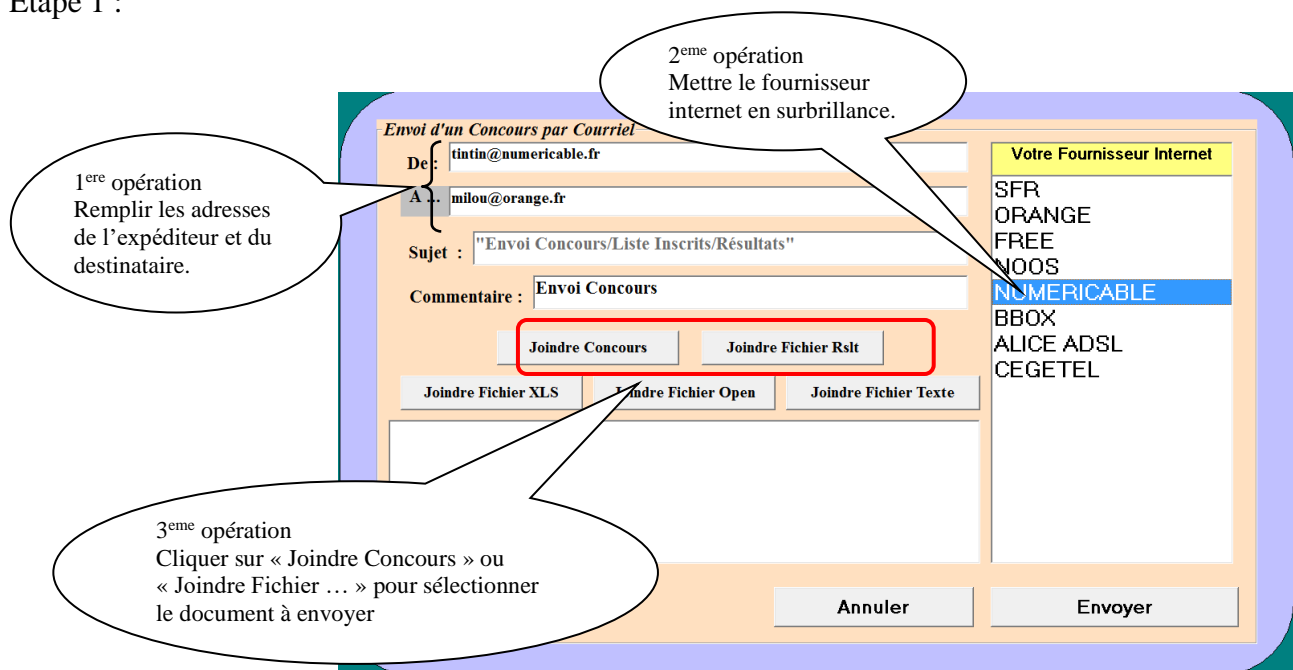 Etape 1 :
2eme opération
Mettre le fournisseur
internet en surbrillance.
1ere opération
Remplir les adresses
de l’expéditeur et du
destinataire.
Envoi d'un Concours par Courriel
De : tintin@numericable.fr
A ... milou@orange.fr
Sujet : "Envoi Concours/Liste Inscrits/Résultats"
Commentaire : Envoi Concours
Joindre Concours Joindre Fichier Rslt
Joindre Fichier XLS Joindre Fichier Open Joindre Fichier Texte
Votre Fournisseur Internet
SFR
ORANGE
FREE
NOOS
NUMERICABLE
BBOX
ALICE ADSL
CEGETEL
3eme opération
Cliquer sur « Joindre Concours » ou
« Joindre Fichier … » pour sélectionner
le document à envoyer
Annuler Envoyer